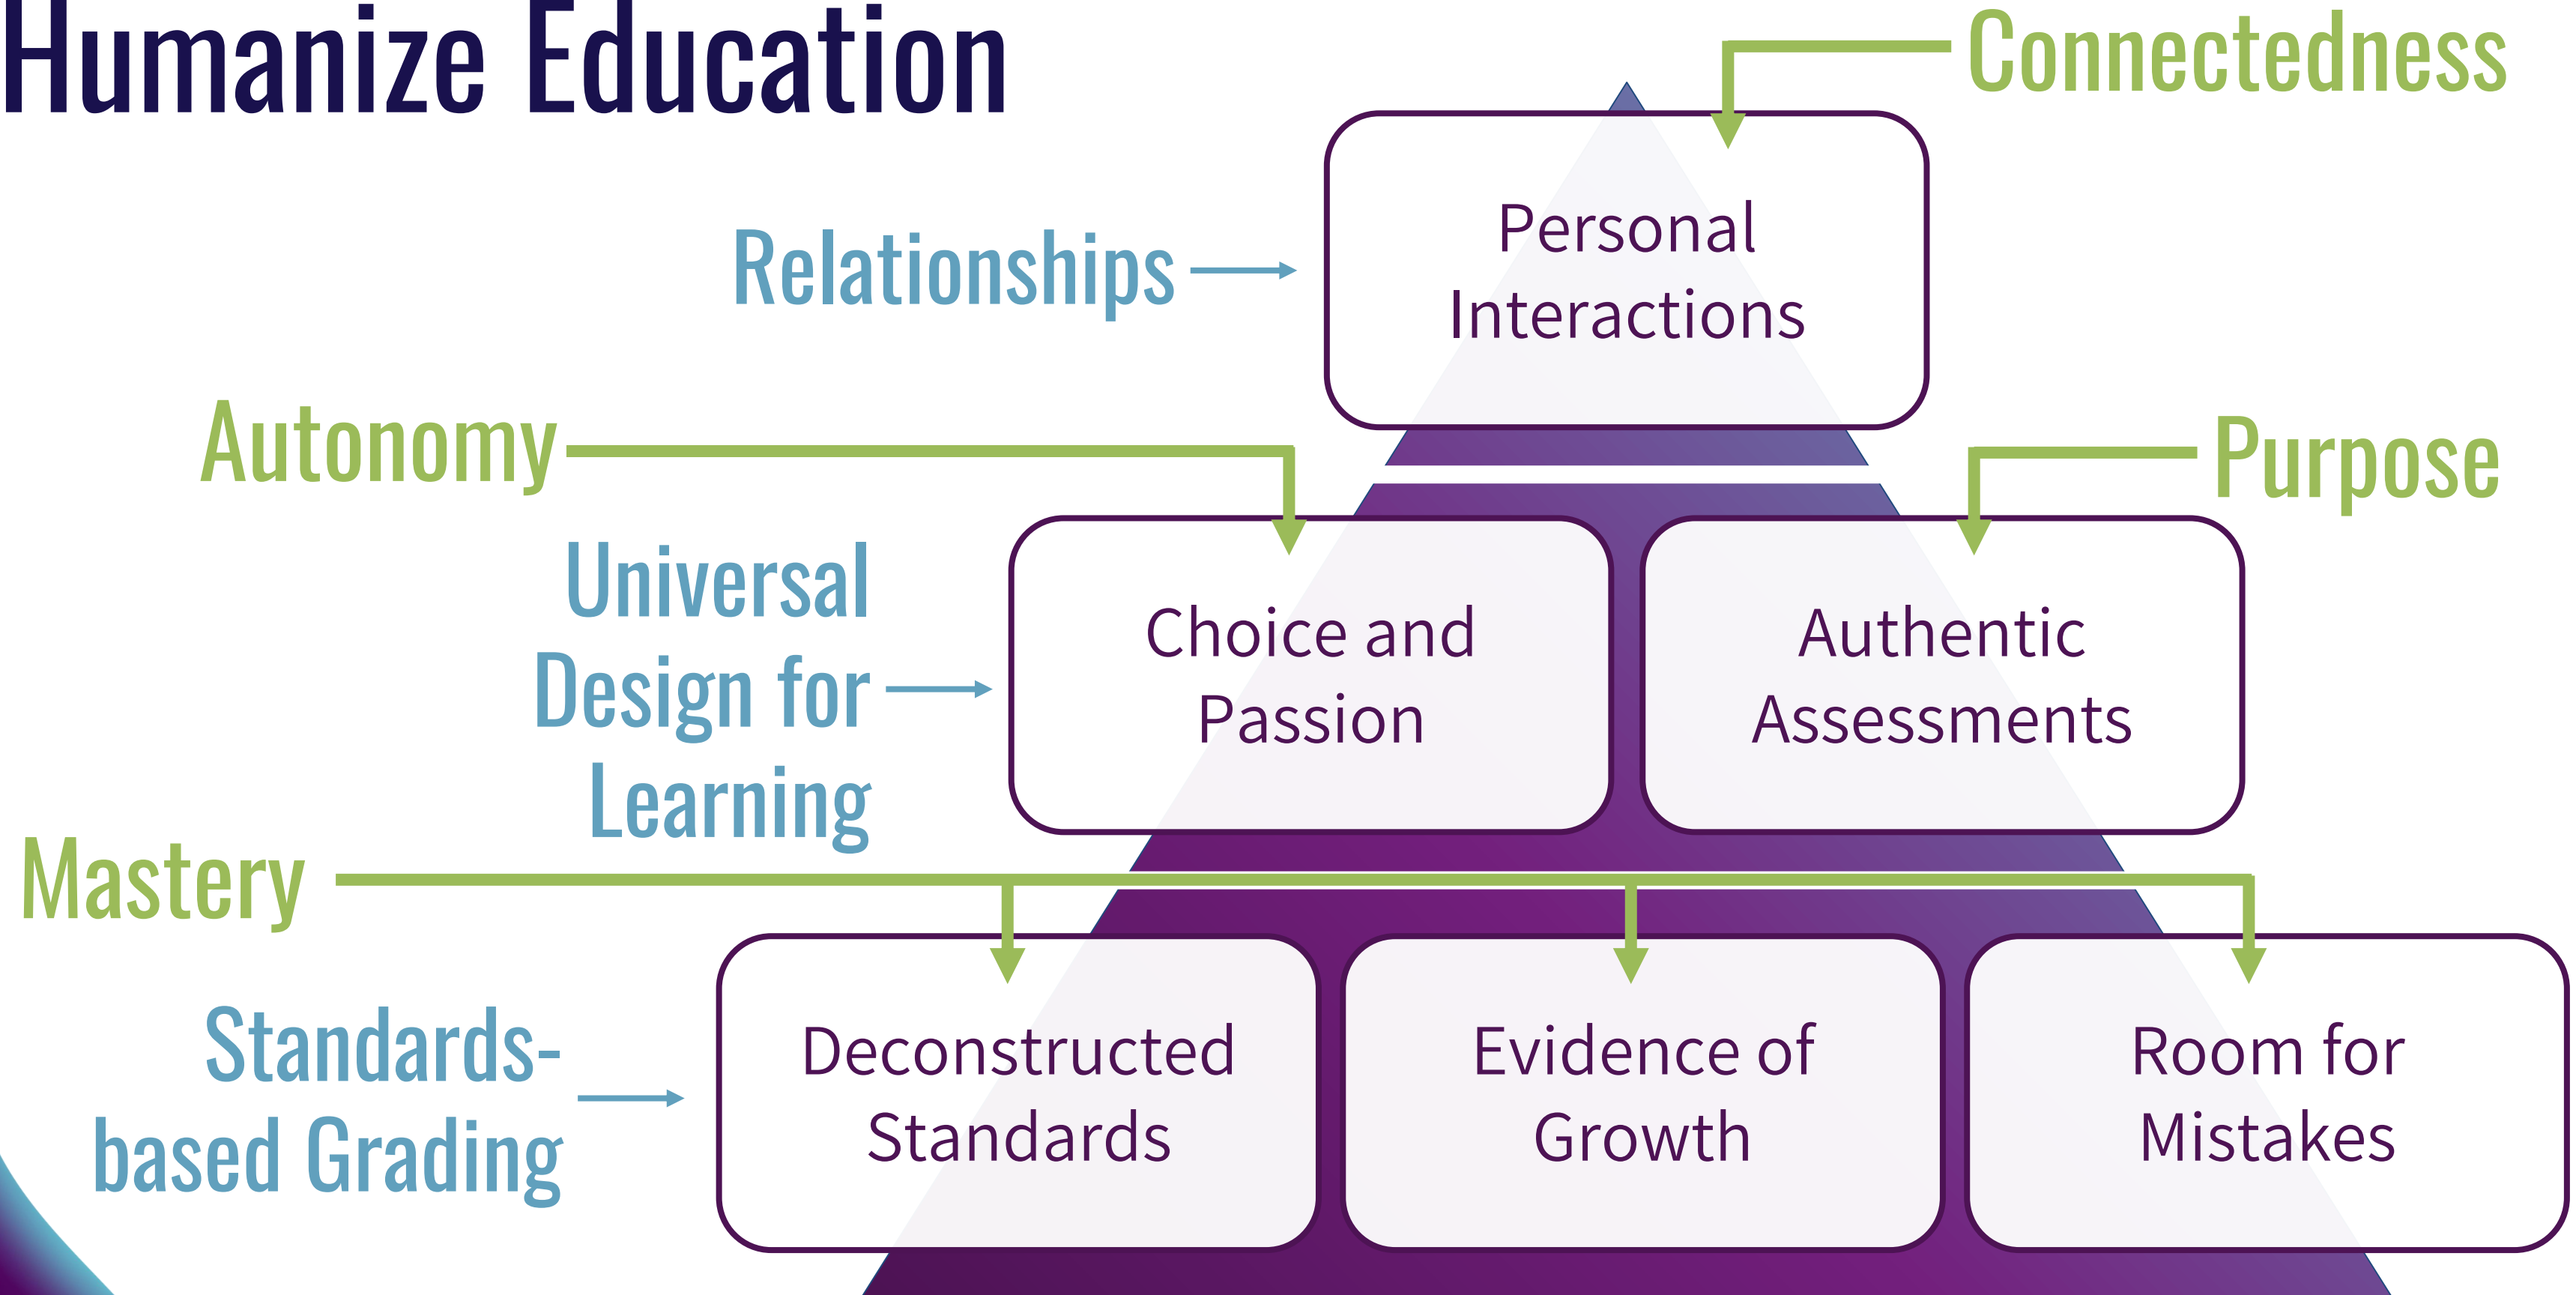 Humanize Education
Connectedness
Relationships
Personal
Interactions
Autonomy
Purpose
Universal
Design for
Learning
Choice and
Passion
Authentic
Assessments
Mastery
Standards-
based Grading
Deconstructed
Standards
Evidence of
Growth
Room for
Mistakes